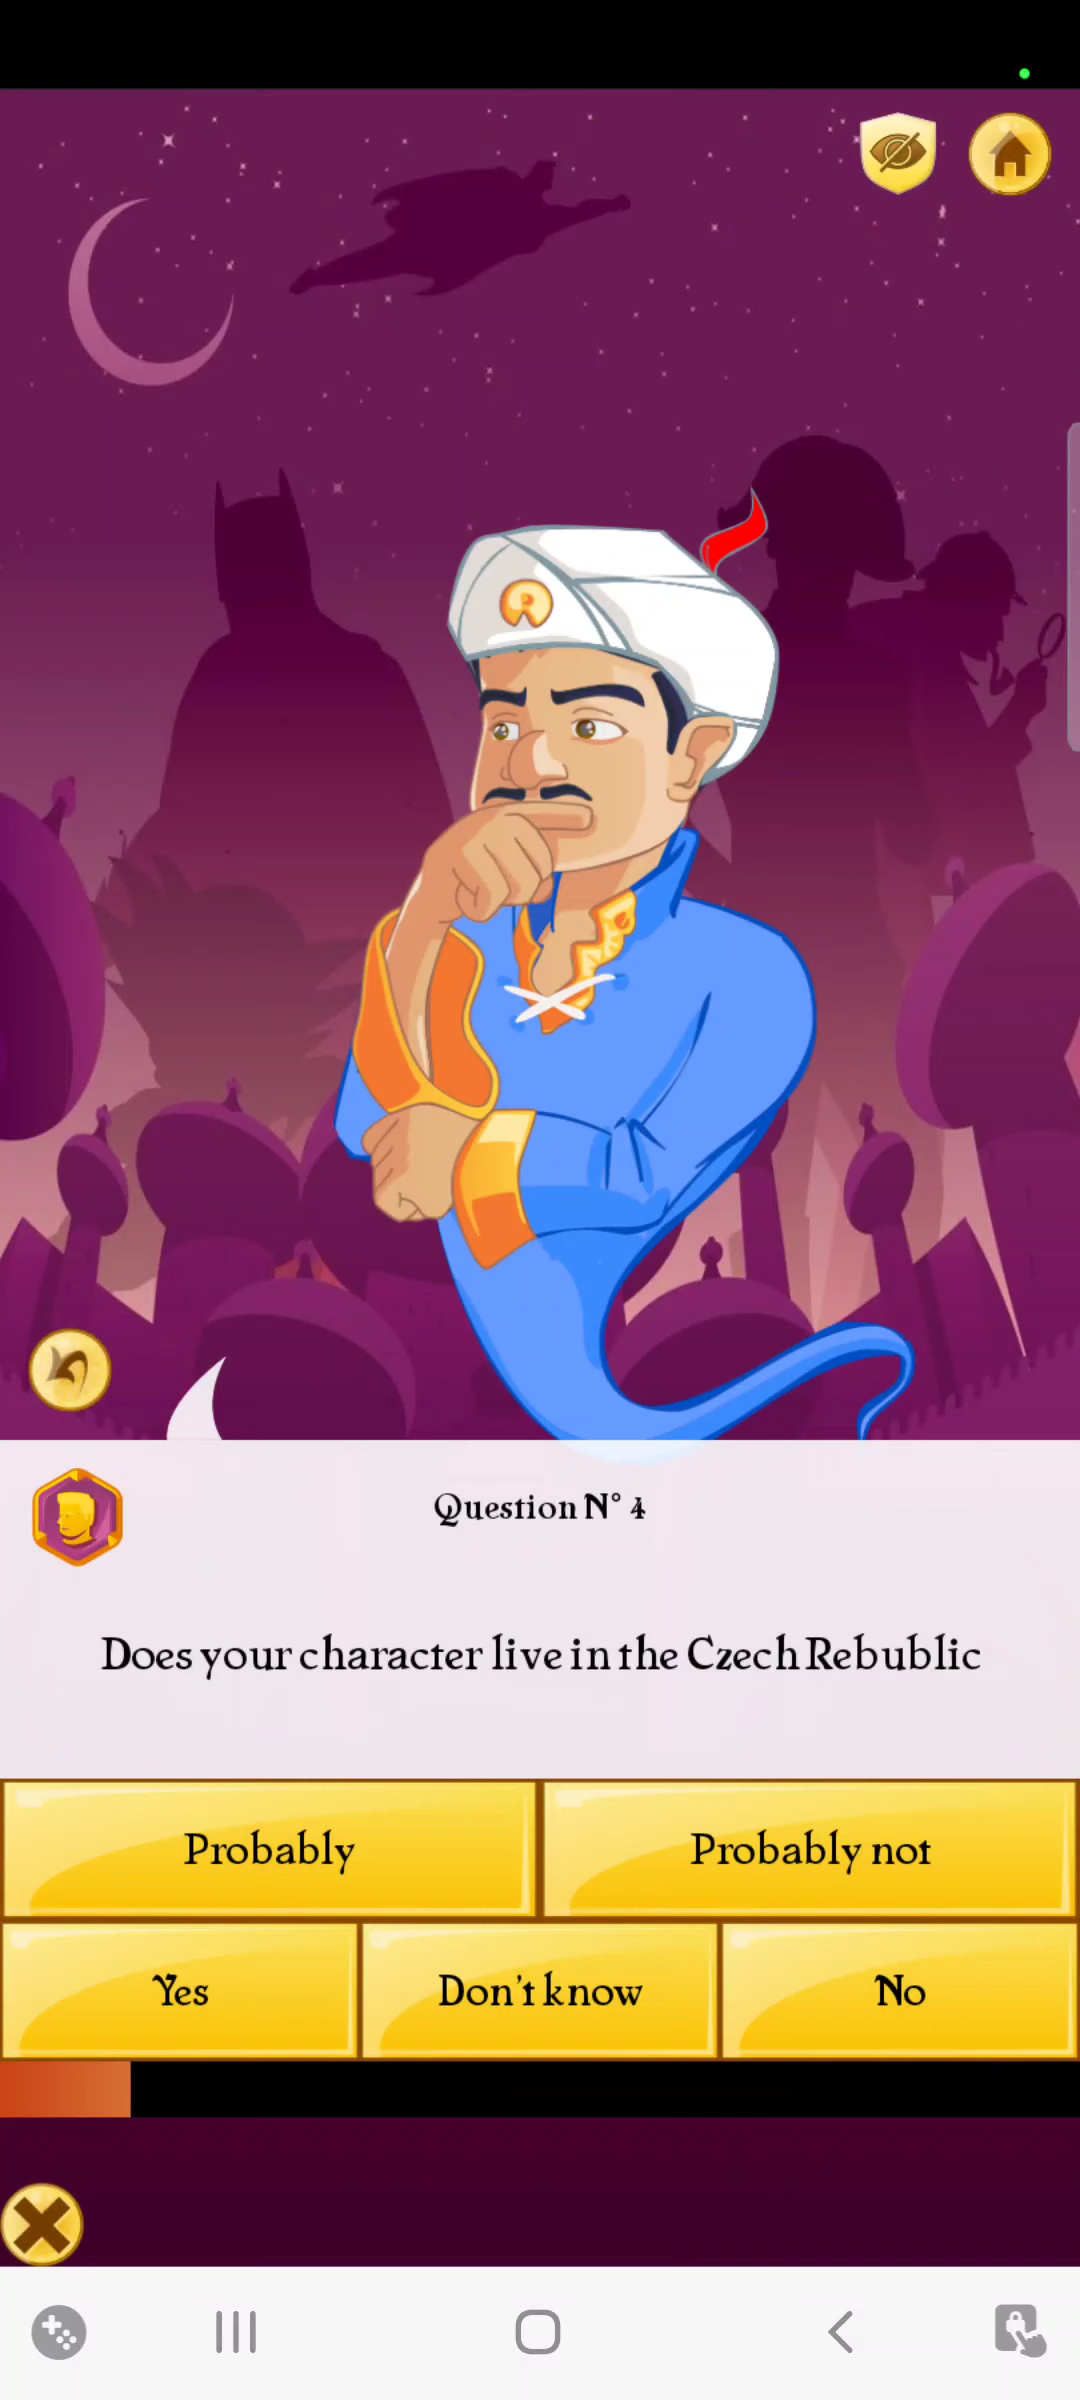 Question N° 4
Does your character live in the Czech Rebublic
Probably
Probably not
Yes
Don't know
No